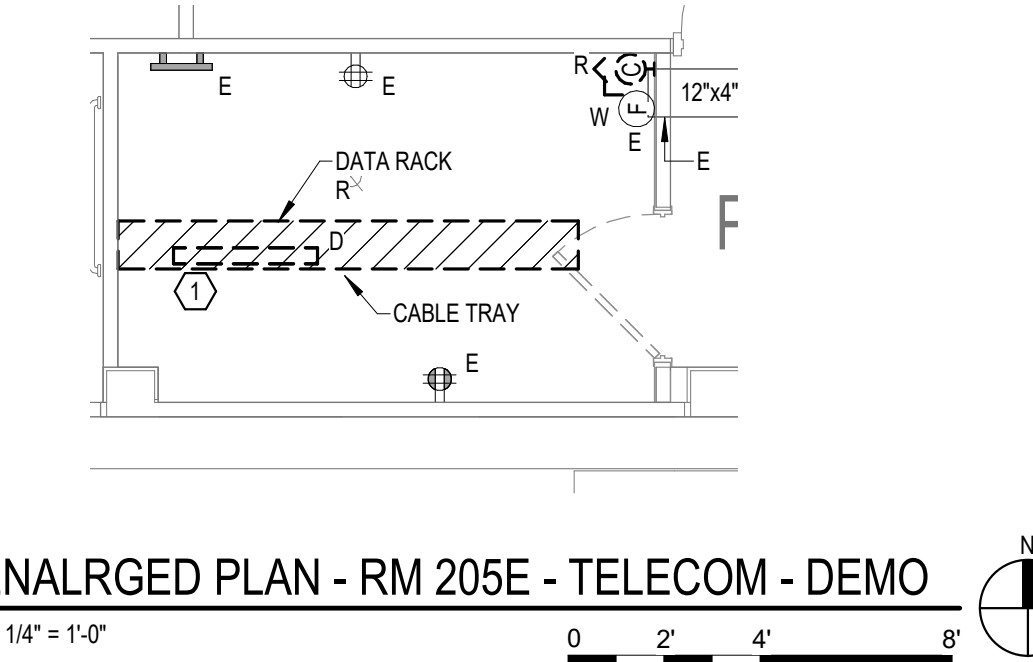 R
C
E
E
12"x4"
W
F
E
E
DATA RACK
R
D
1
CABLE TRAY
E
NALRGED PLAN - RM 205E - TELECOM - DEMO
N
1/4" = 1'-0"
0 2' 4' 8'